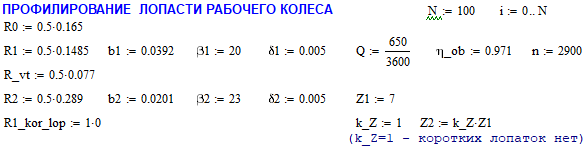 ПРОФИЛИРОВАНИЕ ЛОПАСТИ РАБОЧЕГО КОЛЕСА N := 100 i := 0.. N
R0 := 0.5·0.165
R1 := 0.5·0.1485 b1 := 0.0392 β1 := 20 δ1 := 0.005 Q := 650/3600 η_ob := 0.971 n := 2900
R_vt := 0.5·0.077
R2 := 0.5·0.289 b2 := 0.0201 β2 := 23 δ2 := 0.005 Z1 := 7
R1_kor_lop := 1·0 k_Z := 1 Z2 := k_Z·Z1
(k_Z=1 - коротких лопаток нет)